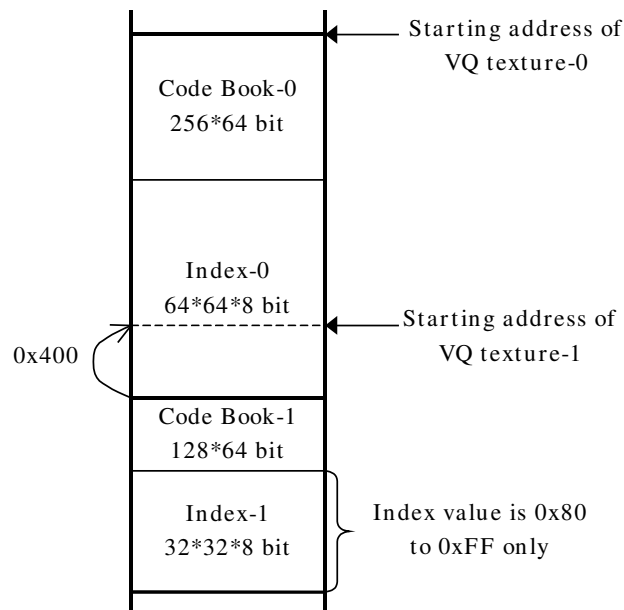 Starting address of
VQ texture-0
Code Book-0
256*64 bit
Index-0
64*64*8 bit
Starting address of
VQ texture-1
0x400
Code Book-1
128*64 bit
Index-1
32*32*8 bit
Index value is 0x80
to 0xFF only